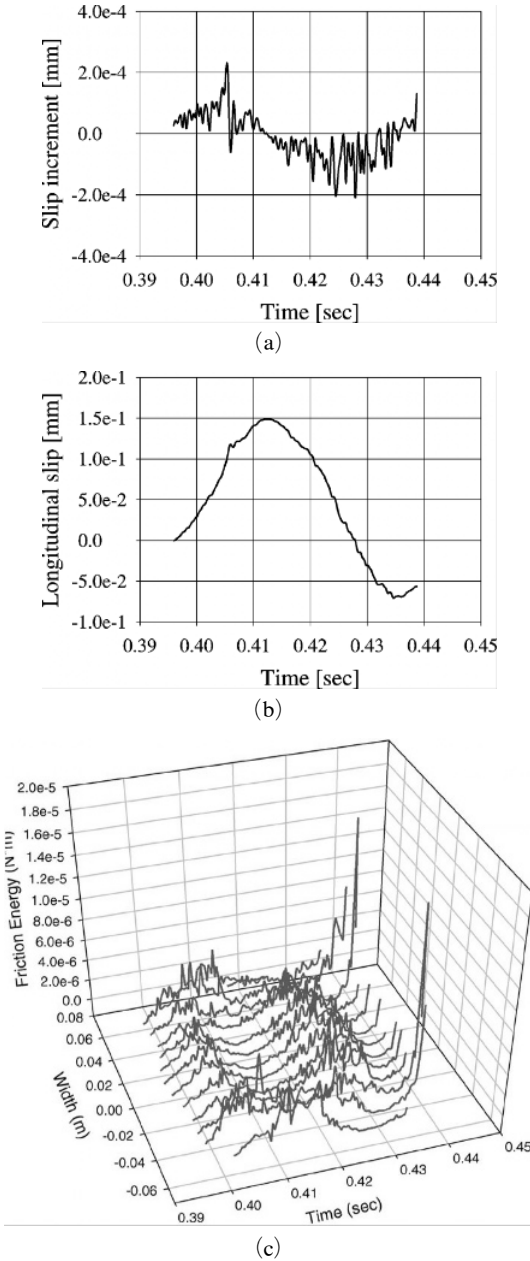 4.0e-4
2.0e-4
0.0
-2.0e-4
-4.0e-4
Slip increment [mm]
0.39 0.40 0.41 0.42 0.43 0.44 0.45
Time [sec]
(a)
2.0e-1
1.5e-1
1.0e-1
5.0e-2
0.0
-5.0e-2
-1.0e-1
Longitudinal slip [mm]
0.39 0.40 0.41 0.42 0.43 0.44 0.45
Time [sec]
(b)
2.0e-5
1.8e-5
1.6e-5
1.4e-5
1.2e-5
1.0e-5
8.0e-6
6.0e-6
4.0e-6
2.0e-6
0.0
Friction Energy (N*m)
0.08
0.06
0.04
0.02
0.00
-0.02
-0.04
-0.06
Width (m)
0.39 0.40 0.41 0.42 0.43 0.44 0.45
Time (sec)
(c)